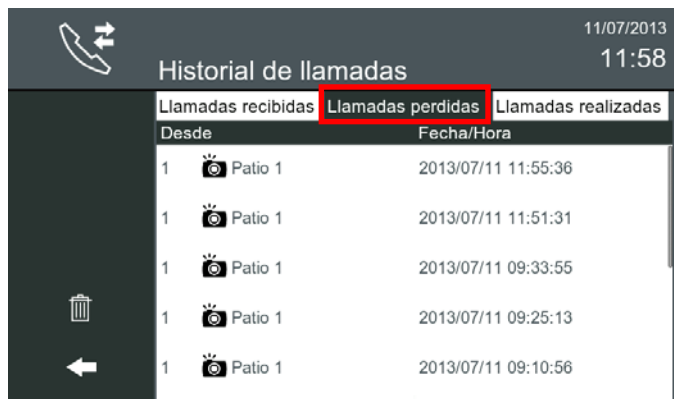 11/07/2013
11:58
Historial de llamadas
Llamadas recibidas Llamadas perdidas Llamadas realizadas
Desde Fecha/Hora
1 Patio 1 2013/07/11 11:55:36
1 Patio 1 2013/07/11 11:51:31
1 Patio 1 2013/07/11 09:33:55
1 Patio 1 2013/07/11 09:25:13
1 Patio 1 2013/07/11 09:10:56